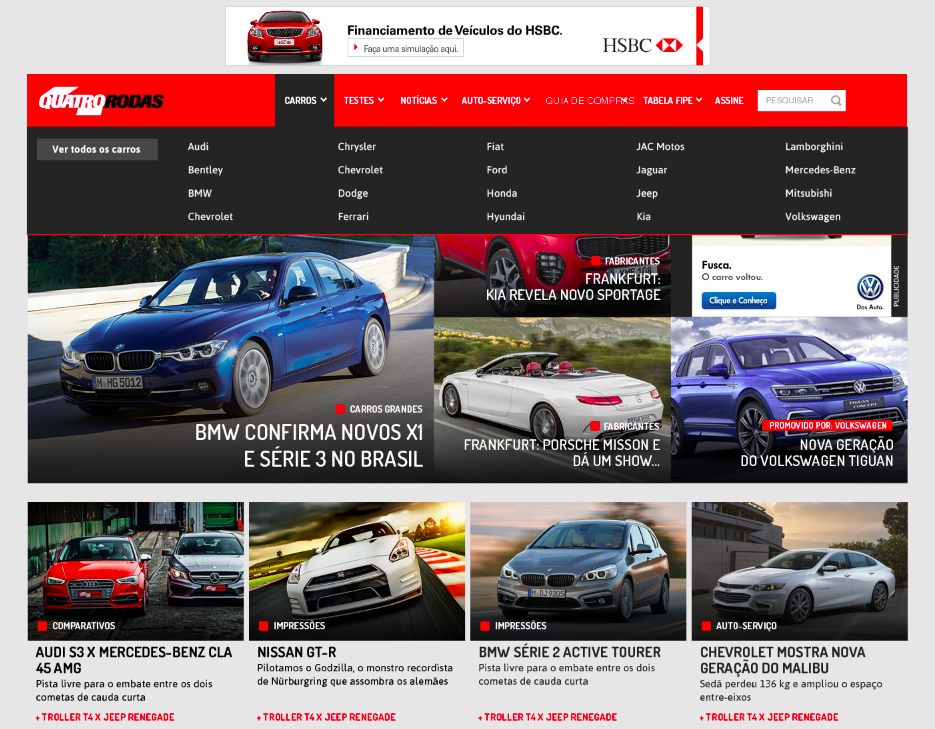 Financiamento de Veículos do HSBC.
Faça uma simulação aqui.
HSBC
QUATRO RODAS
CARROS
TESTES
NOTÍCIAS
AUTO-SERVIÇO
GUIA DE COMPRAS
TABELA FIPE
ASSINE
PESQUISAR
Ver todos os carros
Audi
Chrysler
Fiat
JAC Motos
Lamborghini
Bentley
Chevrolet
Ford
Jaguar
Mercedes-Benz
BMW
Dodge
Honda
Jeep
Mitsubishi
Chevrolet
Ferrari
Hyundai
Kia
Volkswagen
M·HG 5012
CARROS GRANDES
BMW CONFIRMA NOVOS X1
E SÉRIE 3 NO BRASIL
FABRICANTES
FRANKFURT:
KIA REVELA NOVO SPORTAGE
Fusca.
O carro voltou.
Clique e Conheça
Das Auto.
PUBLICIDADE
FABRICANTES
FRANKFURT: PORSCHE MISSON E
DÁ UM SHOW...
TIGUAN
CONCEPT
PROMOVIDO POR: VOLKSWAGEN
NOVA GERAÇÃO
DO VOLKSWAGEN TIGUAN
COMPARATIVOS
AUDI S3 X MERCEDES-BENZ CLA
45 AMG
Pista livre para o embate entre os dois
cometas de cauda curta
+ TROLLER T4 X JEEP RENEGADE
IMPRESSÕES
NISSAN GT-R
Pilotamos o Godzilla, o monstro recordista
de Nürburgring que assombra os alemães
+ TROLLER T4 X JEEP RENEGADE
M·DJ 9205
IMPRESSÕES
BMW SÉRIE 2 ACTIVE TOURER
Pista livre para o embate entre os dois
cometas de cauda curta
+ TROLLER T4 X JEEP RENEGADE
AUTO-SERVIÇO
CHEVROLET MOSTRA NOVA
GERAÇÃO DO MALIBU
Sedã perdeu 136 kg e ampliou o espaço
entre-eixos
+ TROLLER T4 X JEEP RENEGADE